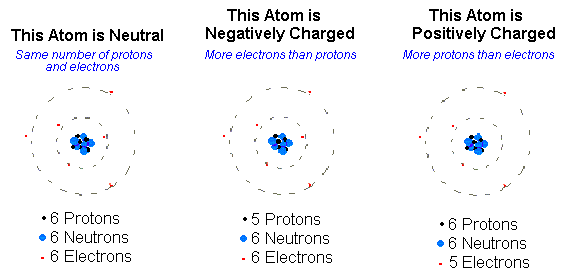 This Atom is Neutral
Same number of protons
and electrons
6 Protons
6 Neutrons
6 Electrons
This Atom is
Negatively Charged
More electrons than protons
5 Protons
6 Neutrons
6 Electrons
This Atom is
Positively Charged
More protons than electrons
6 Protons
6 Neutrons
5 Electrons